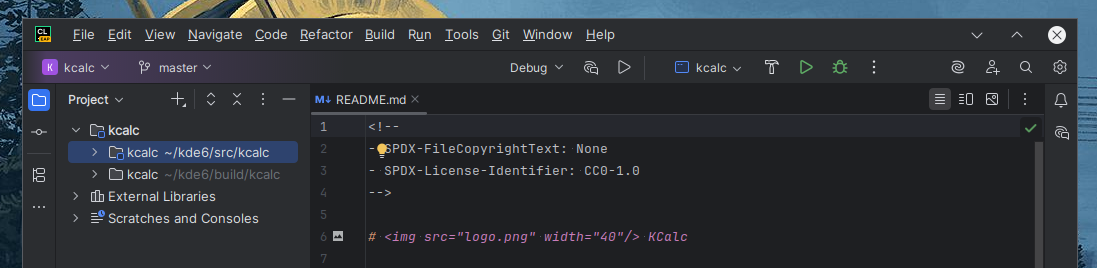 CL
EAP
File Edit View Navigate Code Refactor Build Run Tools Git Window Help
K kcalc master Debug kcalc
Project
M↓ README.md
kcalc
kcalc ~/kde6/src/kcalc
kcalc ~/kde6/build/kcalc
External Libraries
Scratches and Consoles
1 <!--
2 - SPDX-FileCopyrightText: None
3 - SPDX-License-Identifier: CC0-1.0
4 -->
5
6 # <img src="logo.png" width="40"/> KCalc
7